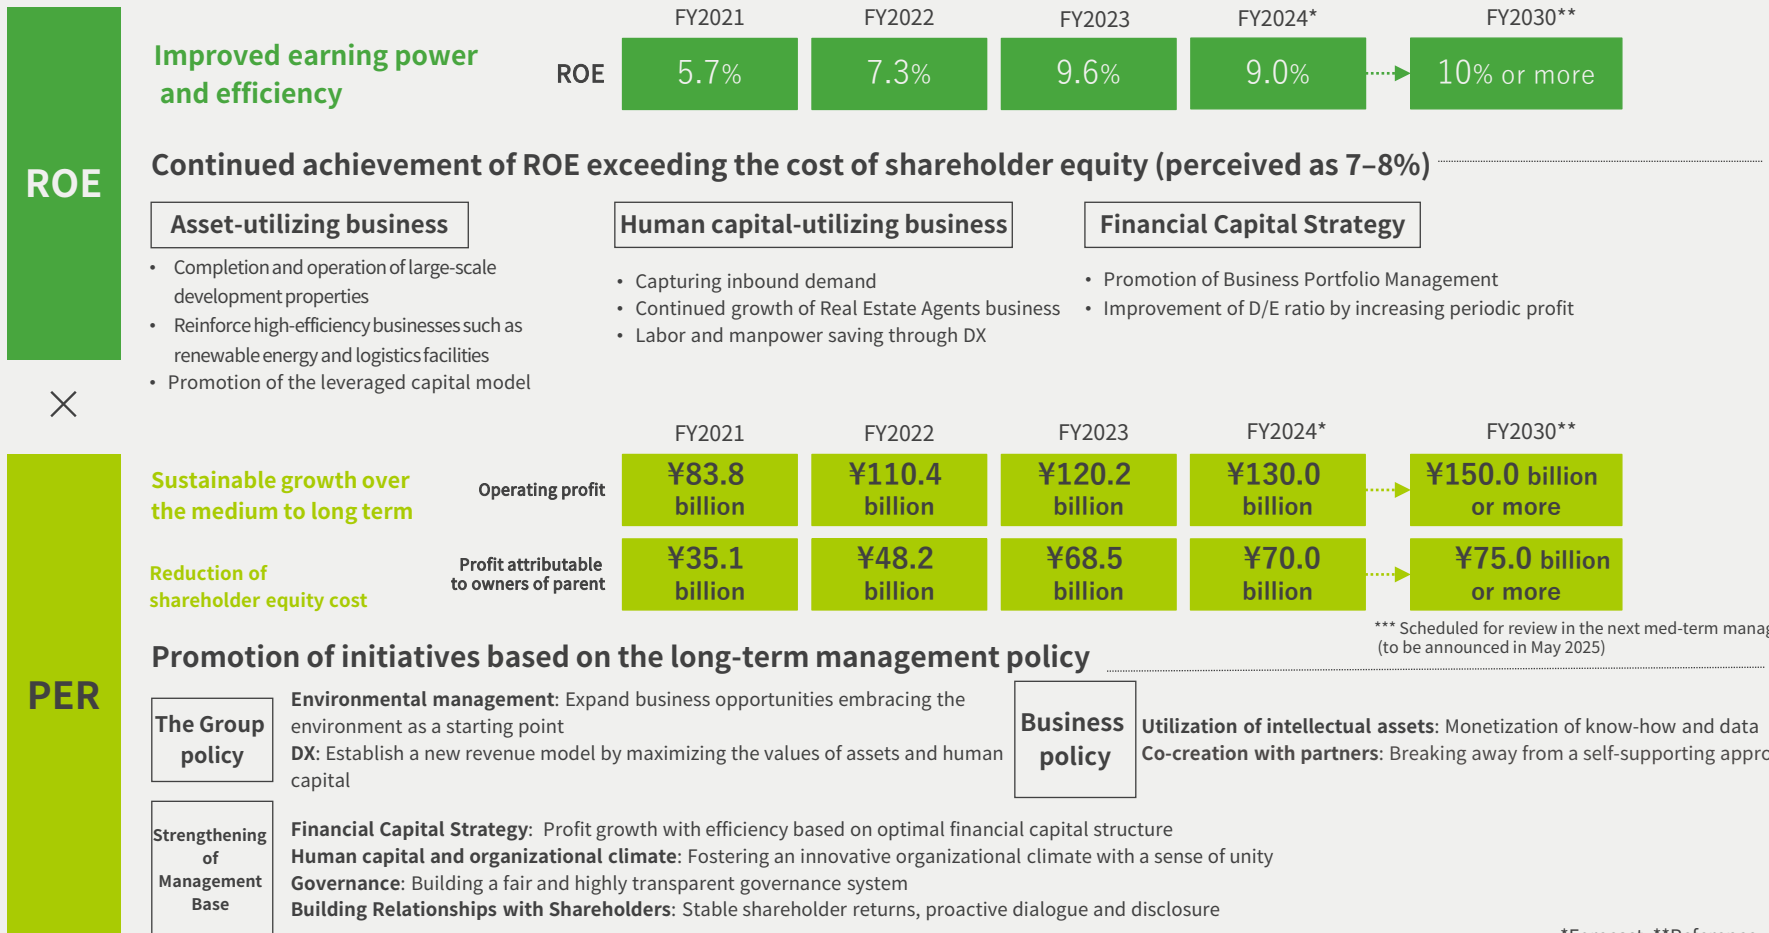 FY2021 FY2022 FY2023 FY2024* FY2030**
Improved earning power
and efficiency
ROE 5.7% 7.3% 9.6% 9.0% 10% or more
ROE
Continued achievement of ROE exceeding the cost of shareholder equity (perceived as 7–8%)
Asset-utilizing business
• Completion and operation of large-scale
development properties
• Reinforce high-efficiency businesses such as
renewable energy and logistics facilities
• Promotion of the leveraged capital model
Human capital-utilizing business
• Capturing inbound demand
• Continued growth of Real Estate Agents business
• Labor and manpower saving through DX
Financial Capital Strategy
• Promotion of Business Portfolio Management
• Improvement of D/E ratio by increasing periodic profit
×
FY2021 FY2022 FY2023 FY2024* FY2030**
PER
Sustainable growth over
the medium to long term
Operating profit
¥83.8
billion
¥110.4
billion
¥120.2
billion
¥130.0
billion
¥150.0 billion
or more
Reduction of
shareholder equity cost
Profit attributable
to owners of parent
¥35.1
billion
¥48.2
billion
¥68.5
billion
¥70.0
billion
¥75.0 billion
or more
*** Scheduled for review in the next med-term manag
(to be announced in May 2025)
Promotion of initiatives based on the long-term management policy
The Group
policy
Environmental management: Expand business opportunities embracing the
environment as a starting point
DX: Establish a new revenue model by maximizing the values of assets and human
capital
Business
policy
Utilization of intellectual assets: Monetization of know-how and data
Co-creation with partners: Breaking away from a self-supporting appro
Strengthening
of
Management
Base
Financial Capital Strategy: Profit growth with efficiency based on optimal financial capital structure
Human capital and organizational climate: Fostering an innovative organizational climate with a sense of unity
Governance: Building a fair and highly transparent governance system
Building Relationships with Shareholders: Stable shareholder returns, proactive dialogue and disclosure